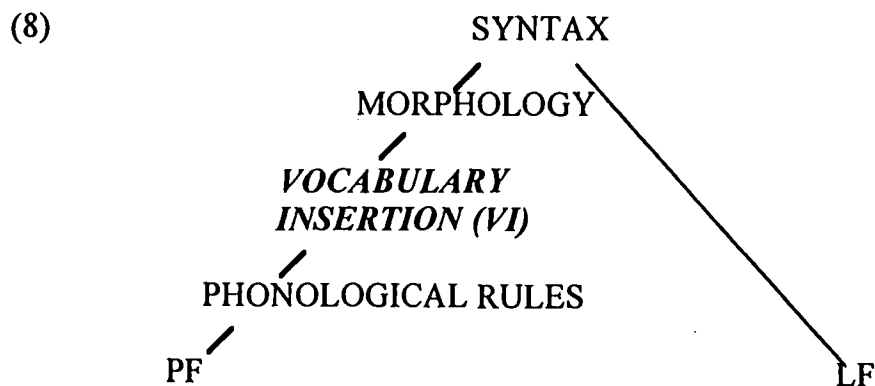 (8) SYNTAX
MORPHOLOGY
VOCABULARY
INSERTION (VI)
PHONOLOGICAL RULES
PF LF